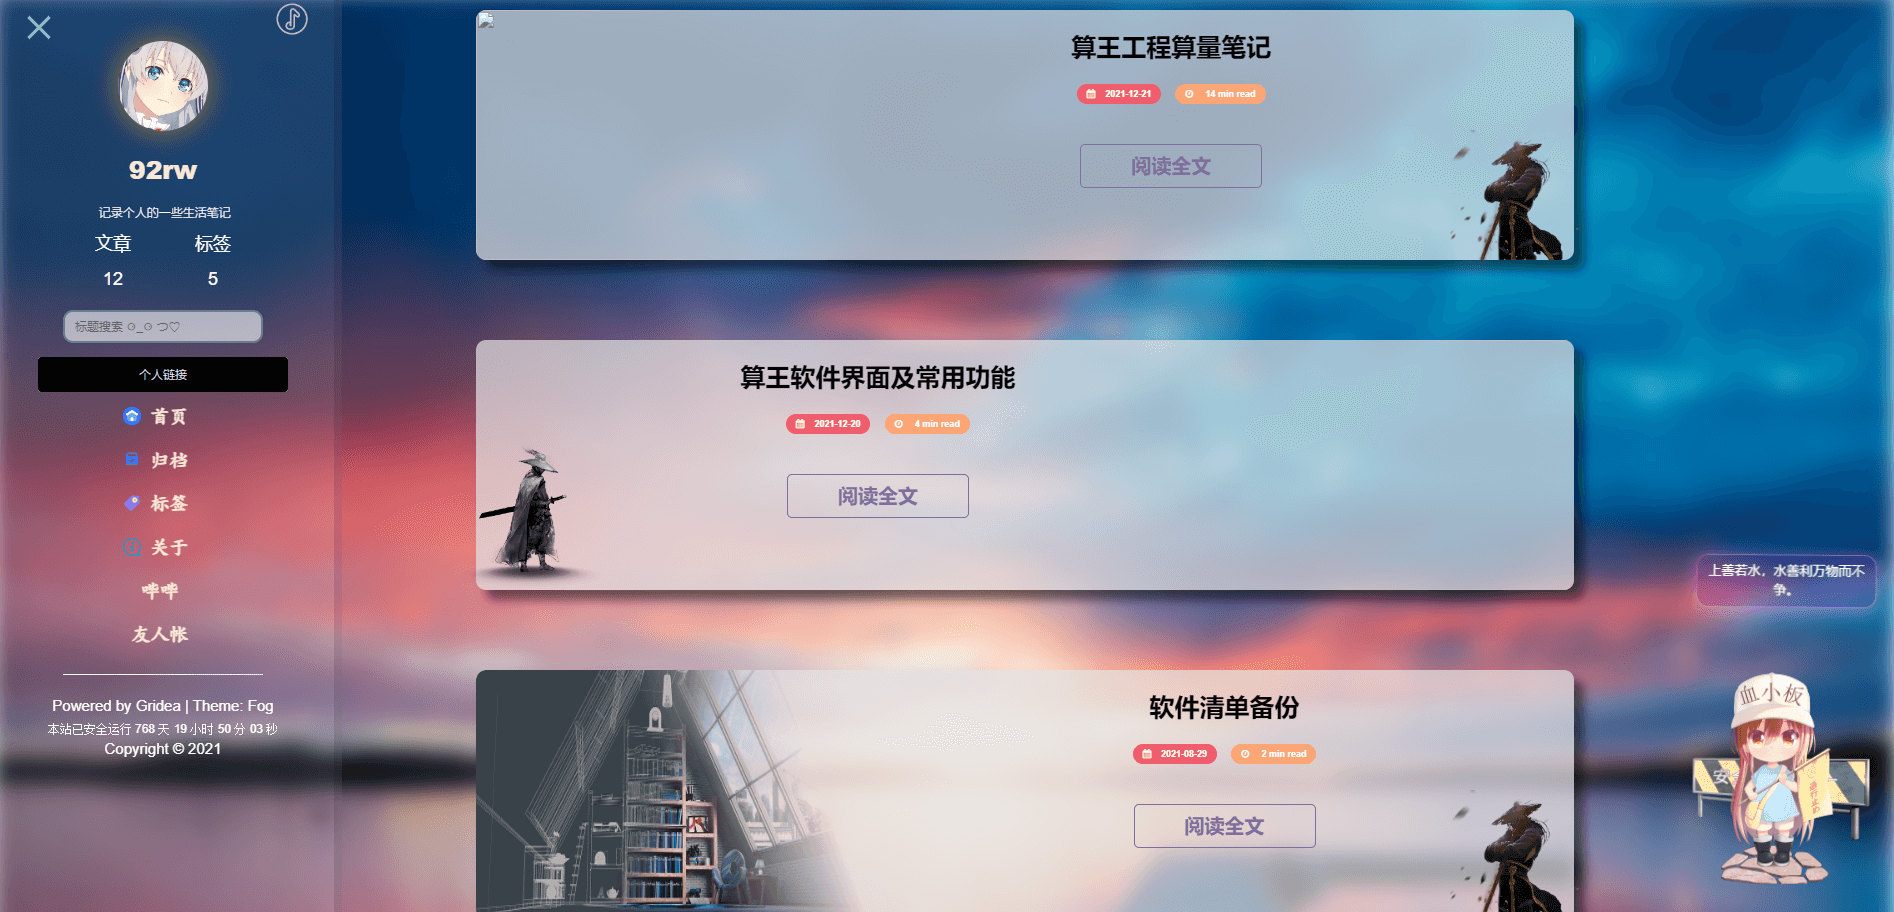 92rw
记录个人的一些生活笔记
文章 标签
12 5
标题搜索 ⊙_⊙ つ♡
个人链接
首页
归档
标签
关于
哔哔
友人帐
Powered by Gridea | Theme: Fog
本站已安全运行 768 天 19 小时 50 分 03 秒
Copyright © 2021
算王工程算量笔记
2021-12-21 14 min read
阅读全文
算王软件界面及常用功能
2021-12-20 4 min read
阅读全文
软件清单备份
2021-08-29 2 min read
阅读全文
上善若水，水善利万物而不
争。
血小板